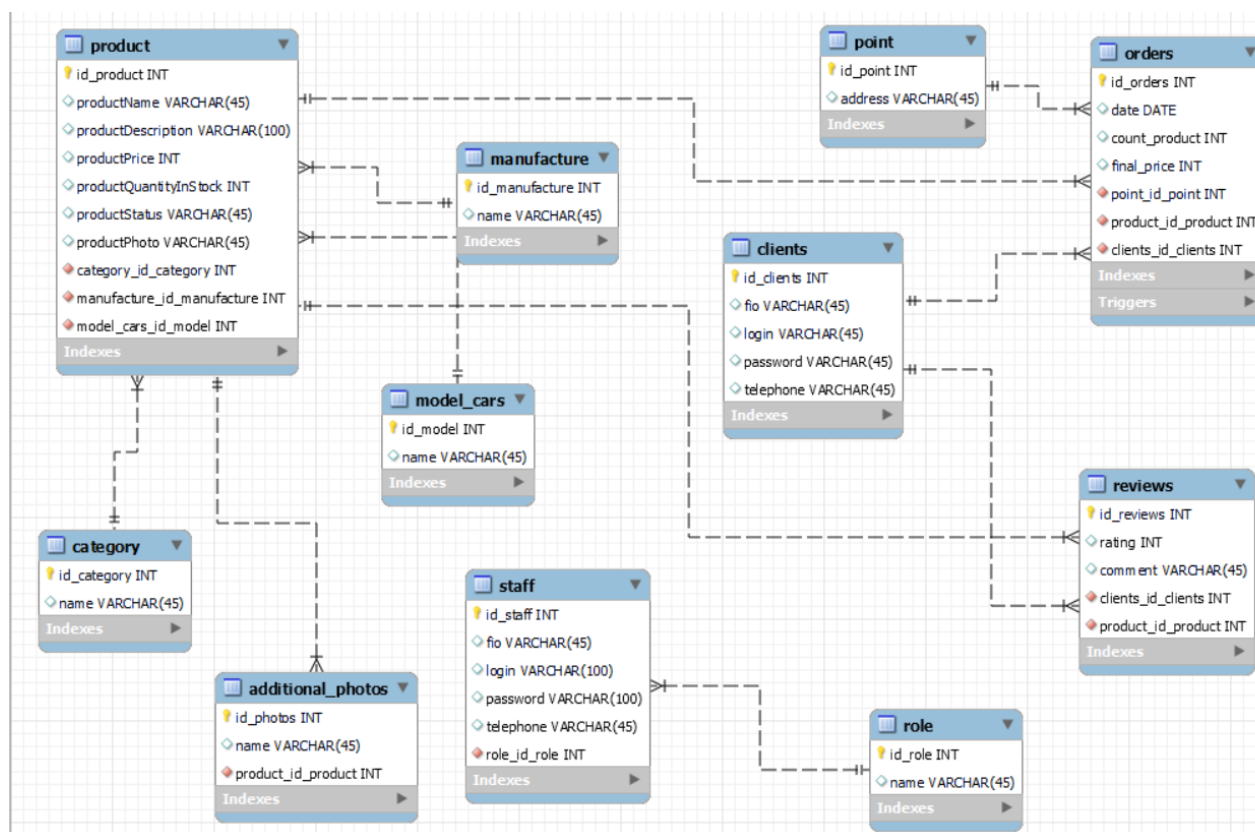 product
id_product INT
productName VARCHAR(45)
productDescription VARCHAR(100)
productPrice INT
productQuantityInStock INT
productStatus VARCHAR(45)
productPhoto VARCHAR(45)
category_id_category INT
manufacture_id_manufacture INT
model_cars_id_model INT
Indexes
manufacture
id_manufacture INT
name VARCHAR(45)
Indexes
point
id_point INT
address VARCHAR(45)
Indexes
orders
id_orders INT
date DATE
count_product INT
final_price INT
point_id_point INT
product_id_product INT
clients_id_clients INT
Indexes
Triggers
clients
id_clients INT
fio VARCHAR(45)
login VARCHAR(45)
password VARCHAR(45)
telephone VARCHAR(45)
Indexes
model_cars
id_model INT
name VARCHAR(45)
Indexes
category
id_category INT
name VARCHAR(45)
Indexes
additional_photos
id_photos INT
name VARCHAR(45)
product_id_product INT
Indexes
staff
id_staff INT
fio VARCHAR(45)
login VARCHAR(100)
password VARCHAR(100)
telephone VARCHAR(45)
role_id_role INT
Indexes
reviews
id_reviews INT
rating INT
comment VARCHAR(45)
clients_id_clients INT
product_id_product INT
Indexes
role
id_role INT
name VARCHAR(45)
Indexes